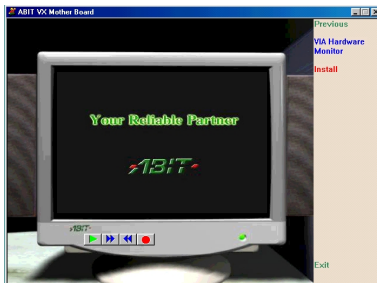 ABIT VX Mother Board
Previous
VIA Hardware
Monitor
Install
Your Reliable Partner
ABIT
ABIT
Exit